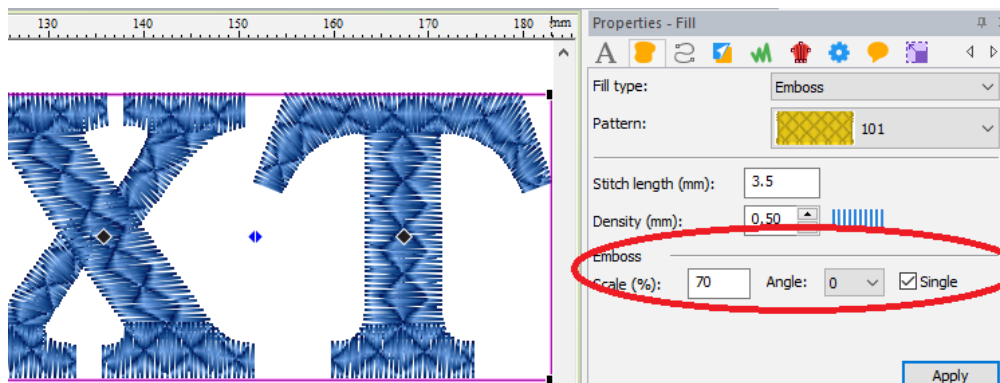 130 140 150 160 170 180 mm
Properties - Fill
A
Fill type: Emboss
Pattern: 101
Stitch length (mm): 3.5
Density (mm): 0.50
Emboss
Scale (%): 70 Angle: 0 Single
Apply
XT